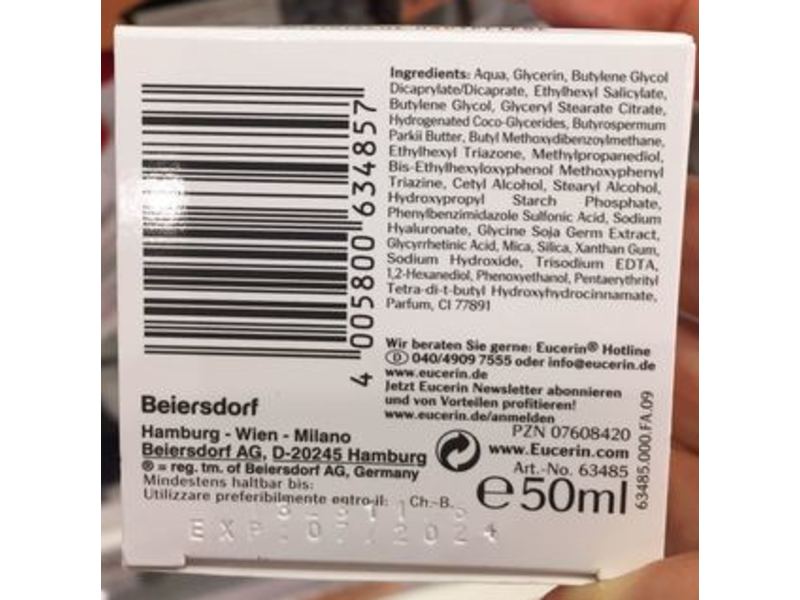 Ingredients: Aqua, Glycerin, Butylene Glycol
Dicaprylate/Dicaprate, Ethylhexyl Salicylate,
Butylene Glycol, Glyceryl Stearate Citrate,
Hydrogenated Coco-Glycerides, Butyrospermum
Parkii Butter, Butyl Methoxydibenzoylmethane,
Ethylhexyl Triazone, Methylpropanediol,
Bis-Ethylhexyloxyphenol Methoxyphenyl
Triazine, Cetyl Alcohol, Stearyl Alcohol,
Hydroxypropyl Starch Phosphate,
Phenylbenzimidazole Sulfonic Acid, Sodium
Hyaluronate, Glycine Soja Germ Extract,
Glycyrrhetinic Acid, Mica, Silica, Xanthan Gum,
Sodium Hydroxide, Trisodium EDTA,
1,2-Hexanediol, Phenoxyethanol, Pentaerythrityl
Tetra-di-t-butyl Hydroxyhydrocinnamate,
Parfum, CI 77891
4 005800 634857
Wir beraten Sie gerne: Eucerin® Hotline
D 040/4909 7555 oder info@eucerin.de
www.eucerin.de
Jetzt Eucerin Newsletter abonnieren
und von Vorteilen profitieren!
www.eucerin.de/anmelden
Beiersdorf
Hamburg - Wien - Milano
Beiersdorf AG, D-20245 Hamburg
® = reg. tm. of Beiersdorf AG, Germany
Mindestens haltbar bis:
Utilizzare preferibilmente entro il: Ch.-B.
PZN 07608420
www.Eucerin.com
Art.-No. 63485
e50ml
63485.000.FA.09
EXP.07/2024